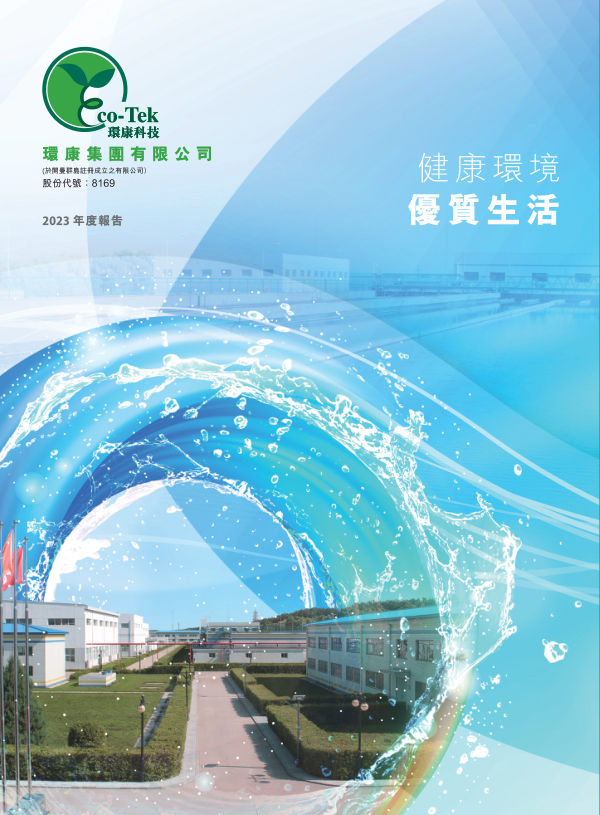 Eco-Tek
環康科技
環康集團有限公司
(於開曼群島註冊成立之有限公司)
股份代號：8169
2023 年度報告
健康環境
優質生活